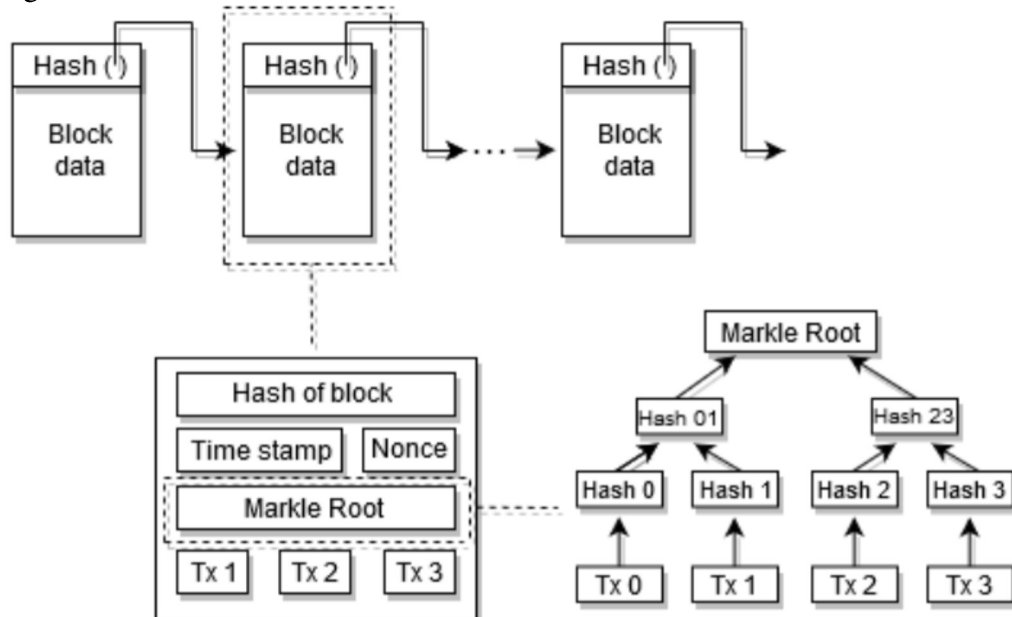 Hash (')
Block
data
Hash (')
Block
data
...
Hash (')
Block
data
Hash of block
Time stamp
Nonce
Markle Root
Tx 1
Tx 2
Tx 3
Markle Root
Hash 01
Hash 23
Hash 0
Hash 1
Hash 2
Hash 3
Tx 0
Tx 1
Tx 2
Tx 3